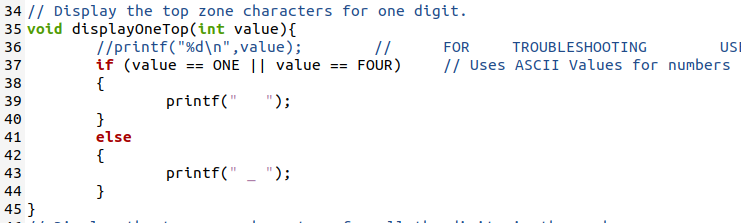 34 // Display the top zone characters for one digit.
35 void displayOneTop(int value){
36         //printf("%d\n",value);        //      FOR     TROUBLESHOOTING
37         if (value == ONE || value == FOUR)     // Uses ASCII Values for numbers
38         {
39                 printf("   ");
40         }
41         else
42         {
43                 printf(" _ ");
44         }
45 }